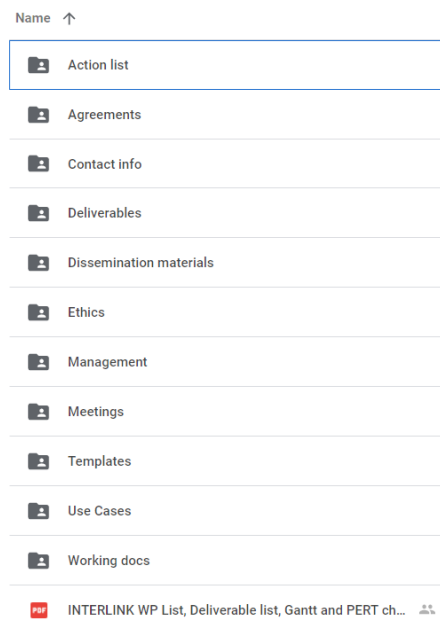 Name
Action list
Agreements
Contact info
Deliverables
Dissemination materials
Ethics
Management
Meetings
Templates
Use Cases
Working docs
PDF INTERLINK WP List, Deliverable list, Gantt and PERT ch...